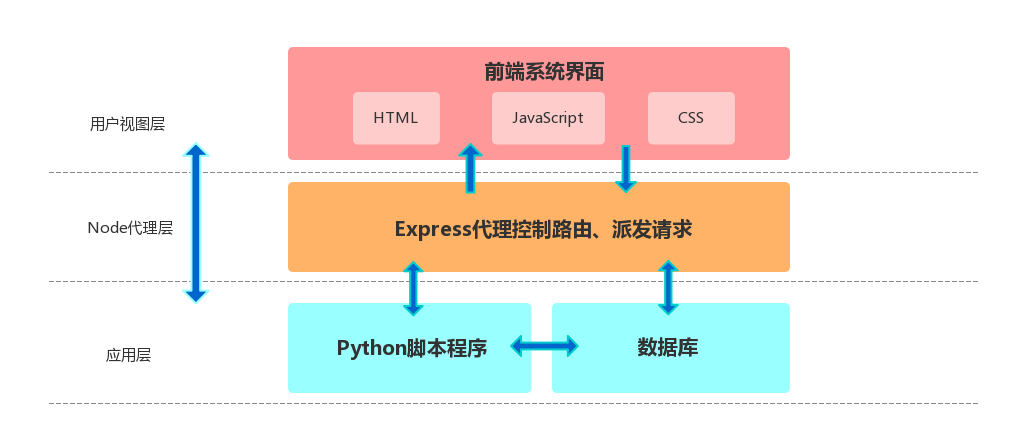 前端系统界面
HTML
JavaScript
CSS
用户视图层
Node代理层
Express代理控制路由、派发请求
应用层
Python脚本程序
数据库